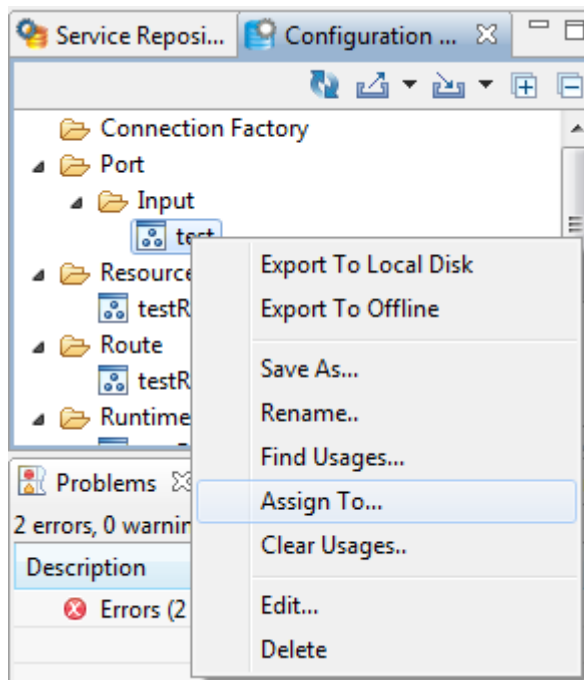 Service Reposi... Configuration ...
Connection Factory
Port
Input
test
Resource
testR
Route
testR
Runtime
Export To Local Disk
Export To Offline
Save As...
Rename..
Find Usages...
Assign To...
Clear Usages..
Edit...
Delete
Problems
2 errors, 0 warnin
Description
Errors (2